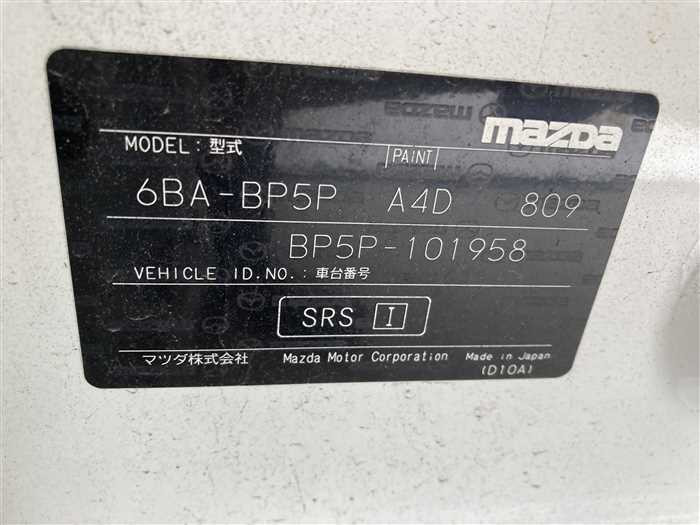 mazda
MODEL : 型式 PAINT
6BA-BP5P A4D 809
BP5P-101958
VEHICLE ID.NO. : 車台番号
SRS I
マツダ株式会社 Mazda Motor Corporation Made in Japan
(D10A)